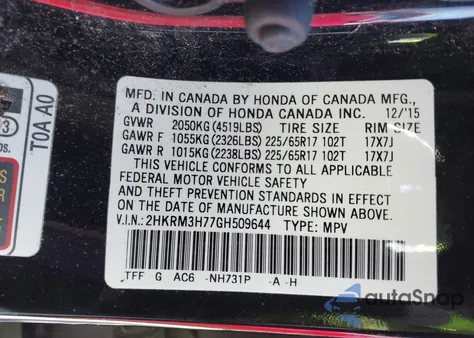 MFD. IN CANADA BY HONDA OF CANADA MFG.,
A DIVISION OF HONDA CANADA INC. 12/'15
GVWR 2050KG (4519LBS) TIRE SIZE RIM SIZE
GAWR F 1055KG (2326LBS) 225/65R17 102T 17X7J
GAWR R 1015KG (2238LBS) 225/65R17 102T 17X7J
THIS VEHICLE CONFORMS TO ALL APPLICABLE
FEDERAL MOTOR VEHICLE SAFETY
AND THEFT PREVENTION STANDARDS IN EFFECT
ON THE DATE OF MANUFACTURE SHOWN ABOVE.
V.I.N.: 2HKRM3H77GH509644 TYPE: MPV
TFF G AC6 -NH731P -A -H
T0A A0
3
autoSnap